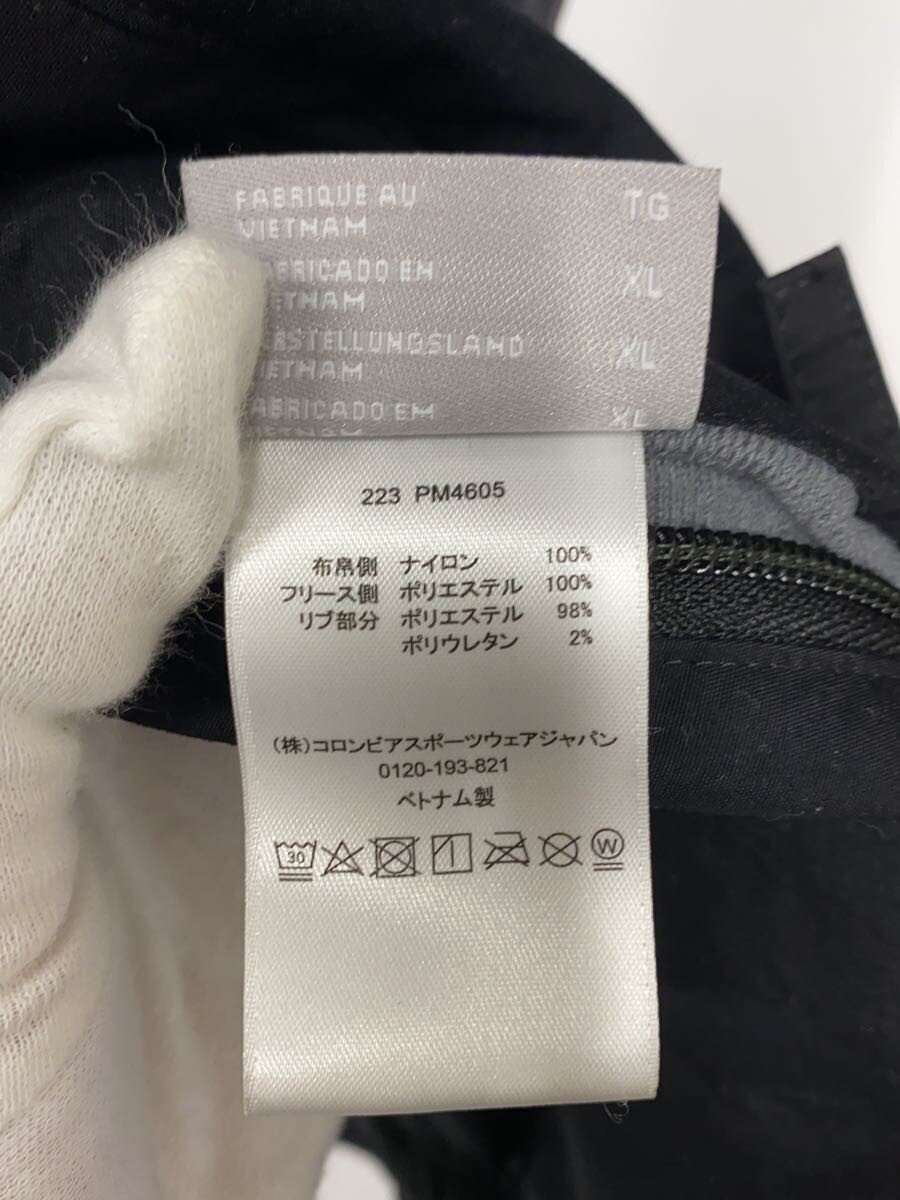 FABRIQUE AU TG
VIETNAM
FABRICADO EN XL
VIETNAM
HERSTELLUNGSLAND XL
VIETNAM
FABRICADO EM XL
223 PM4605
布帛側 ナイロン 100%
フリース側 ポリエステル 100%
リブ部分 ポリエステル 98%
ポリウレタン 2%
(株)コロンビアスポーツウェアジャパン
0120-193-821
ベトナム製
30 W